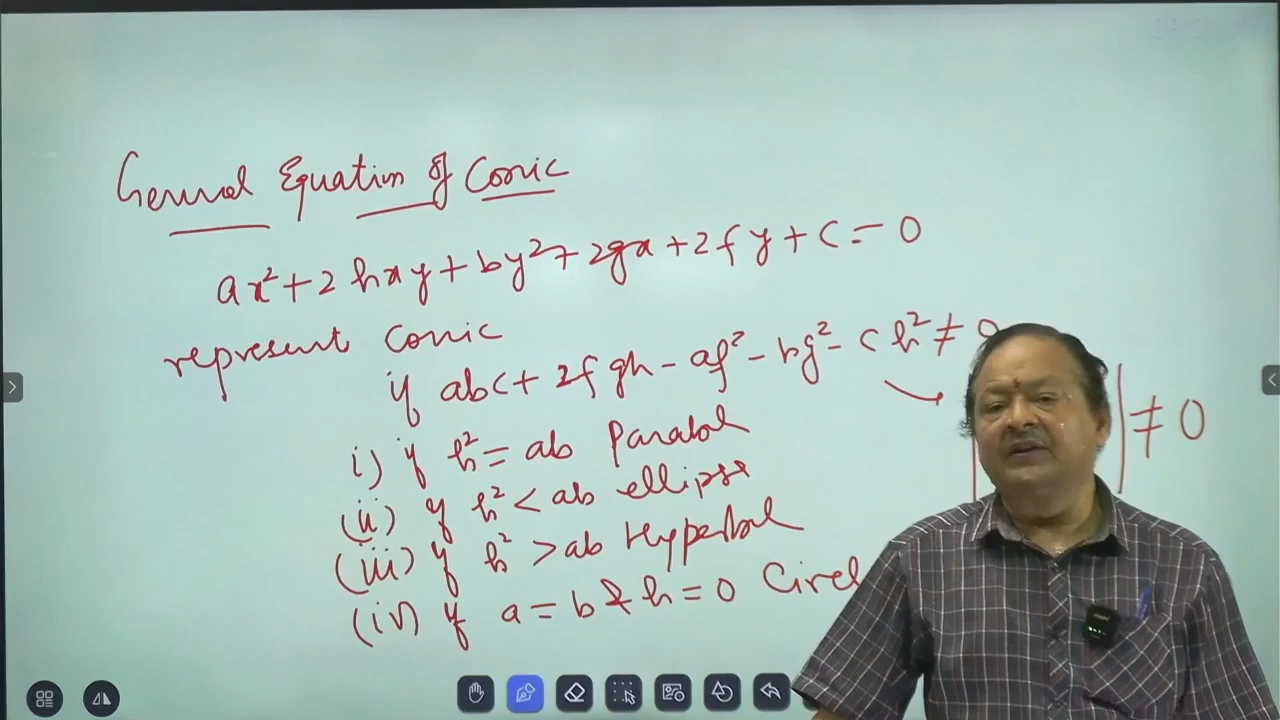 General Equation of Conic
ax²+2hxy+by²+2gx+2fy+c=0
represent Conic
if abc+2fgh-af²-bg²-ch²≠0
≠0
i) if h²=ab Parabol
(ii) if h²<ab ellipse
(iii) if h²>ab Hyperbol
(iv) if a=b & h=0 Circl